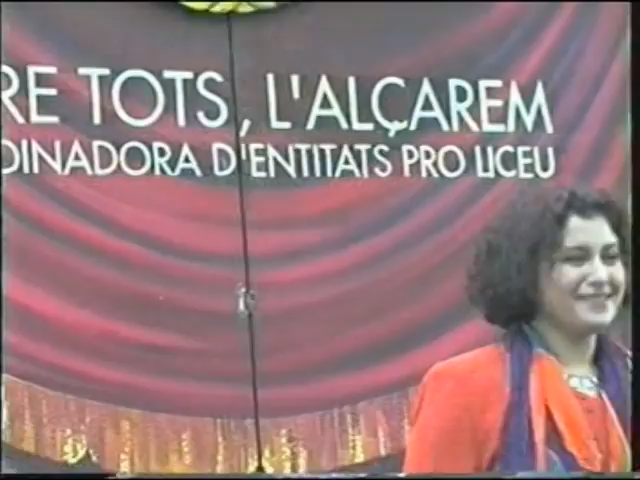 RE TOTS, L'ALÇAREM
DINADORA D'ENTITATS PRO LICEU